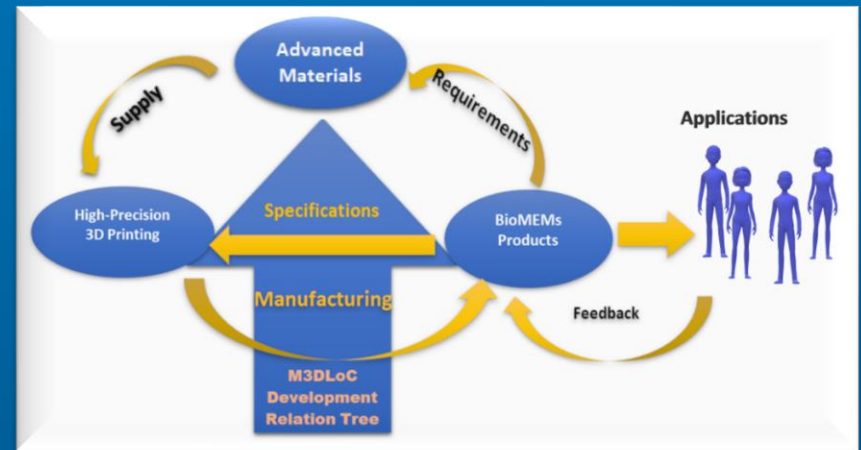 Advanced
Materials
Supply
Requirements
Applications
High-Precision
3D Printing
Specifications
BioMEMs
Products
Manufacturing
Feedback
M3DLoC
Development
Relation Tree